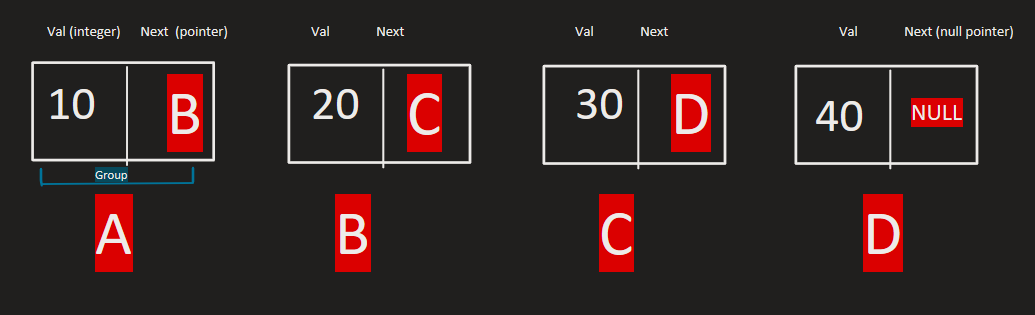 Val (integer) Next (pointer) Val Next Val Next Val Next (null pointer)
10 B 20 C 30 D 40 NULL
Group
A B C D